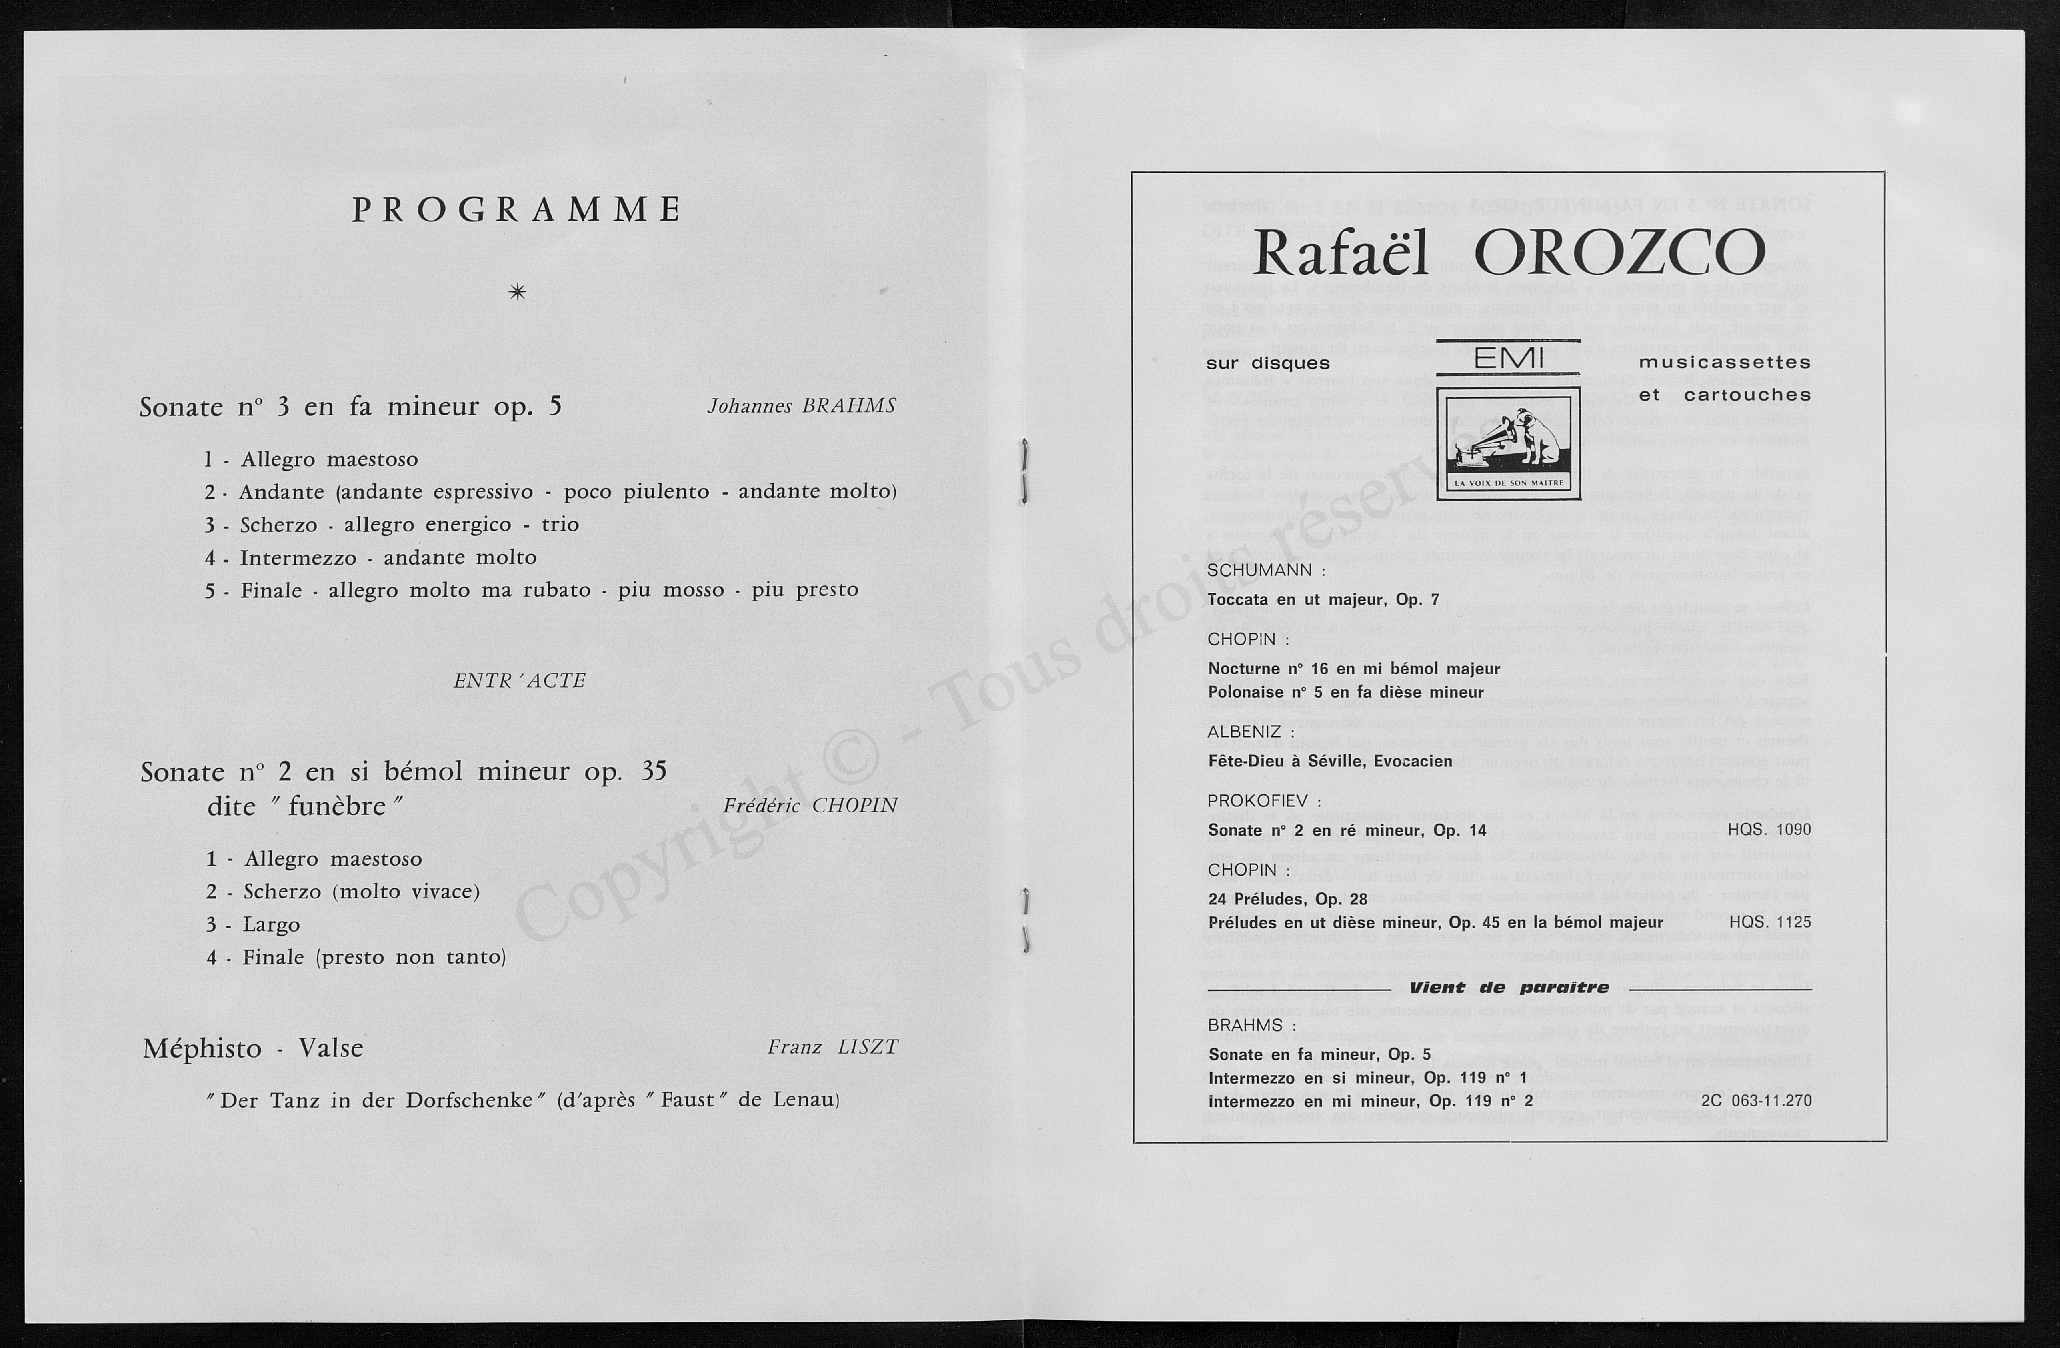 PROGRAMME
*
Sonate n° 3 en fa mineur op. 5 Johannes BRAHMS
1 - Allegro maestoso
2 - Andante (andante espressivo - poco piulento - andante molto)
3 - Scherzo - allegro energico - trio
4 - Intermezzo - andante molto
5 - Finale - allegro molto ma rubato - piu mosso - piu presto
ENTR'ACTE
Sonate n° 2 en si bémol mineur op. 35
dite "funèbre" Frédéric CHOPIN
1 - Allegro maestoso
2 - Scherzo (molto vivace)
3 - Largo
4 - Finale (presto non tanto)
Méphisto - Valse Franz LISZT
"Der Tanz in der Dorfschenke" (d'après "Faust" de Lenau)
Rafaël OROZCO
sur disques EMI musicassettes
et cartouches
LA VOIX DE SON MAITRE
SCHUMANN :
Toccata en ut majeur, Op. 7
CHOPIN :
Nocturne n° 16 en mi bémol majeur
Polonaise n° 5 en fa dièse mineur
ALBENIZ :
Fête-Dieu à Séville, Evocacien
PROKOFIEV :
Sonate n° 2 en ré mineur, Op. 14 HQS. 1090
CHOPIN :
24 Préludes, Op. 28
Préludes en ut dièse mineur, Op. 45 en la bémol majeur HQS. 1125
Vient de paraitre
BRAHMS :
Sonate en fa mineur, Op. 5
Intermezzo en si mineur, Op. 119 n° 1
Intermezzo en mi mineur, Op. 119 n° 2 2C 063-11.270
Copyright © - Tous droits réservés